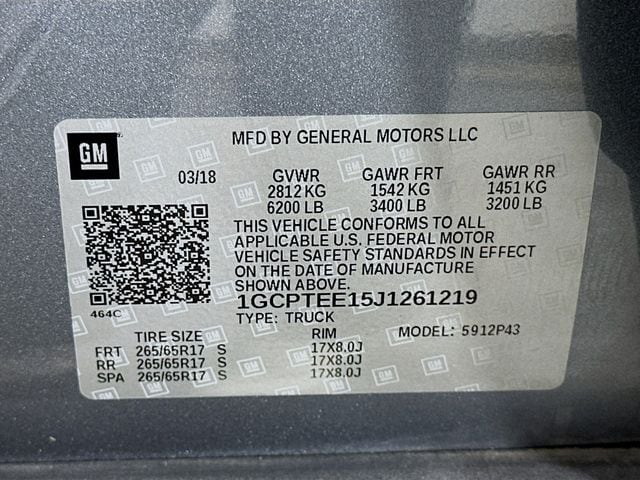 GM
MFD BY GENERAL MOTORS LLC
03/18 GVWR GAWR FRT GAWR RR
2812 KG 1542 KG 1451 KG
6200 LB 3400 LB 3200 LB
THIS VEHICLE CONFORMS TO ALL
APPLICABLE U.S. FEDERAL MOTOR
VEHICLE SAFETY STANDARDS IN EFFECT
ON THE DATE OF MANUFACTURE
SHOWN ABOVE.
464C 1GCPTEE15J1261219
TYPE: TRUCK
TIRE SIZE RIM MODEL: 5912P43
FRT 265/65R17 S 17X8.0J
RR 265/65R17 S 17X8.0J
SPA 265/65R17 S 17X8.0J